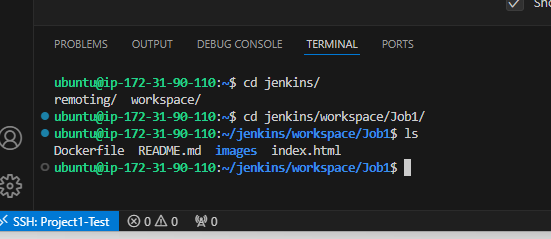 Sho
PROBLEMS OUTPUT DEBUG CONSOLE TERMINAL PORTS
ubuntu@ip-172-31-90-110:~$ cd jenkins/
remoting/ workspace/
ubuntu@ip-172-31-90-110:~$ cd jenkins/workspace/Job1/
ubuntu@ip-172-31-90-110:~/jenkins/workspace/Job1$ ls
Dockerfile README.md images index.html
ubuntu@ip-172-31-90-110:~/jenkins/workspace/Job1$
SSH: Project1-Test 0 0 0